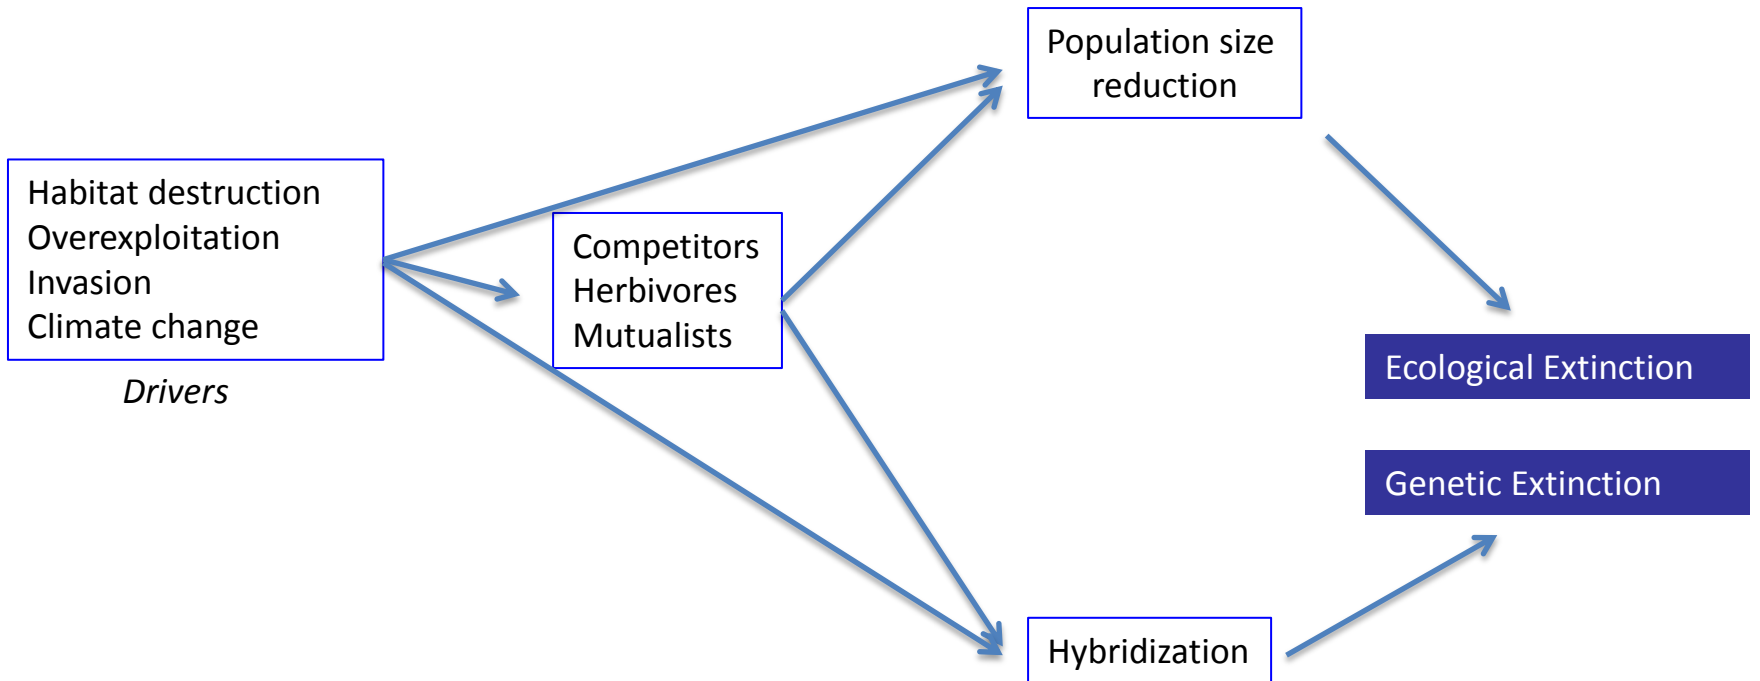 Population size
reduction
Habitat destruction
Overexploitation
Invasion
Climate change
Drivers
Competitors
Herbivores
Mutualists
Ecological Extinction
Genetic Extinction
Hybridization